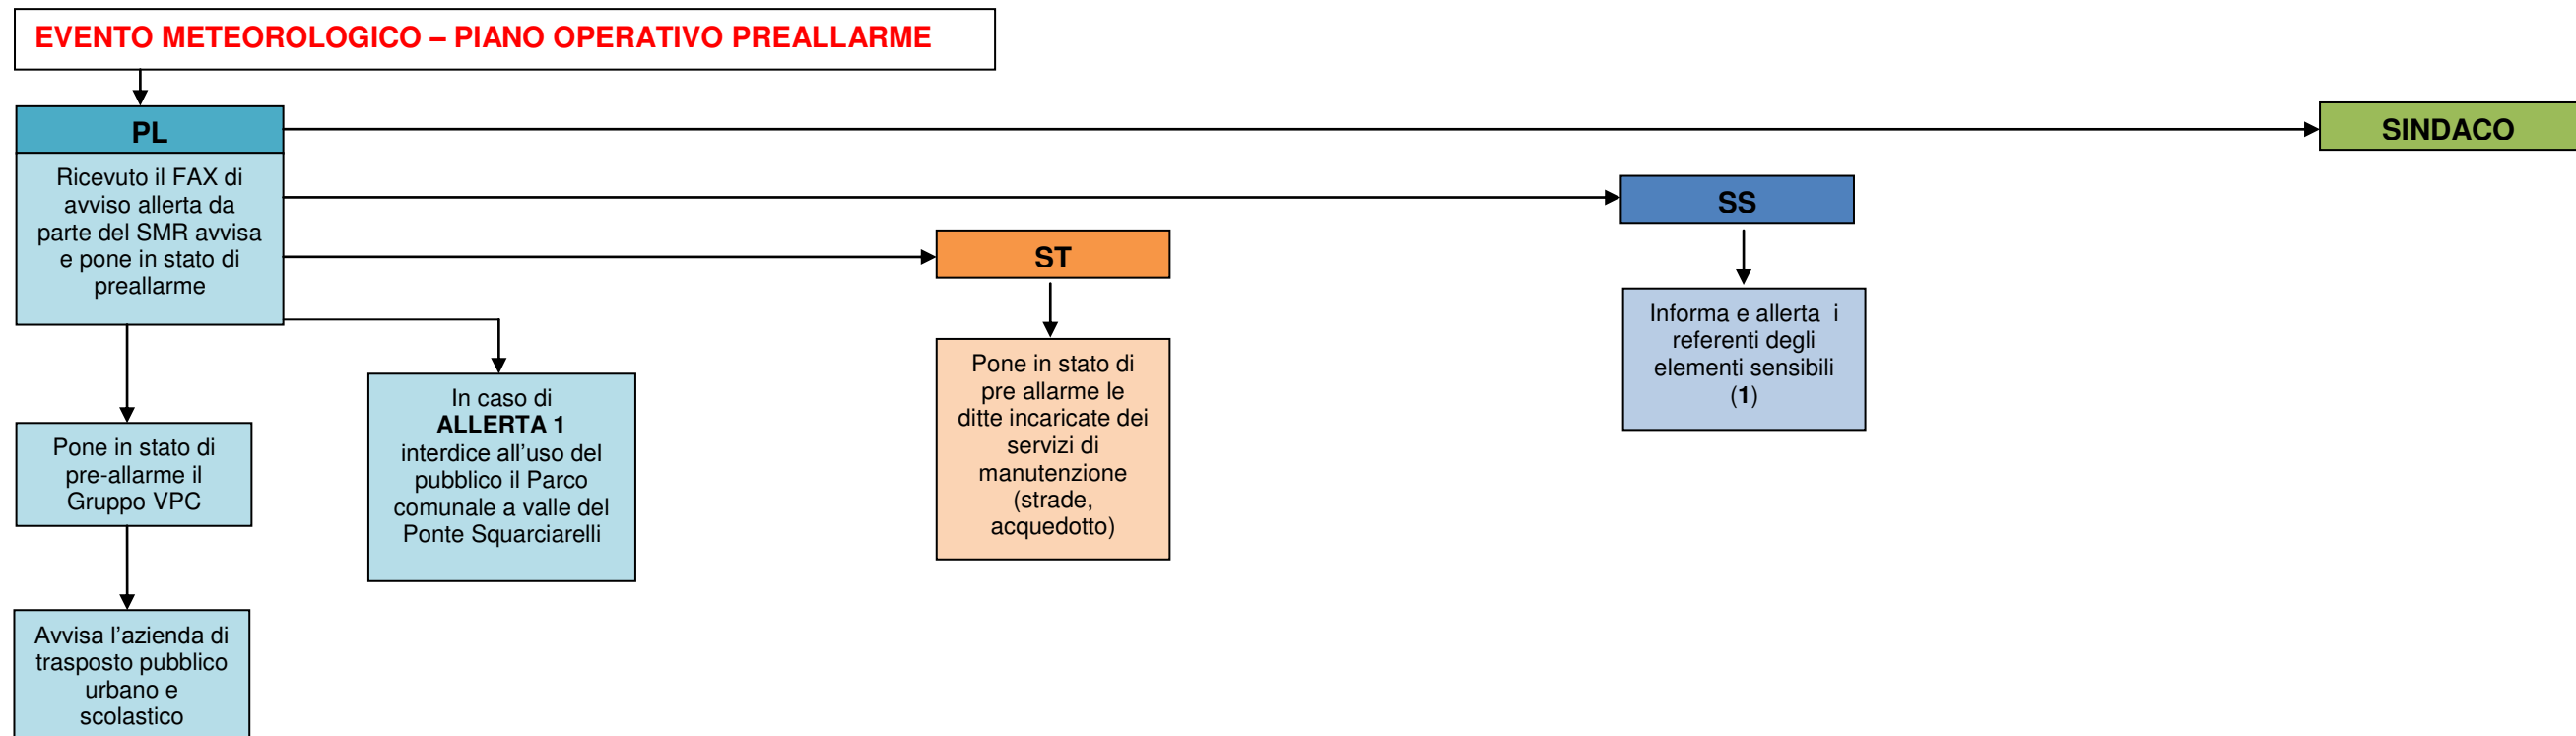 EVENTO METEOROLOGICO – PIANO OPERATIVO PREALLARME
PL
Ricevuto il FAX di
avviso allerta da
parte del SMR avvisa
e pone in stato di
preallarme
SINDACO
SS
ST
Informa e allerta i
referenti degli
elementi sensibili
(1)
Pone in stato di
pre allarme le
ditte incaricate dei
servizi di
manutenzione
(strade,
acquedotto)
In caso di
ALLERTA 1
interdice all’uso del
pubblico il Parco
comunale a valle del
Ponte Squarciarelli
Pone in stato di
pre-allarme il
Gruppo VPC
Avvisa l’azienda di
trasposto pubblico
urbano e
scolastico